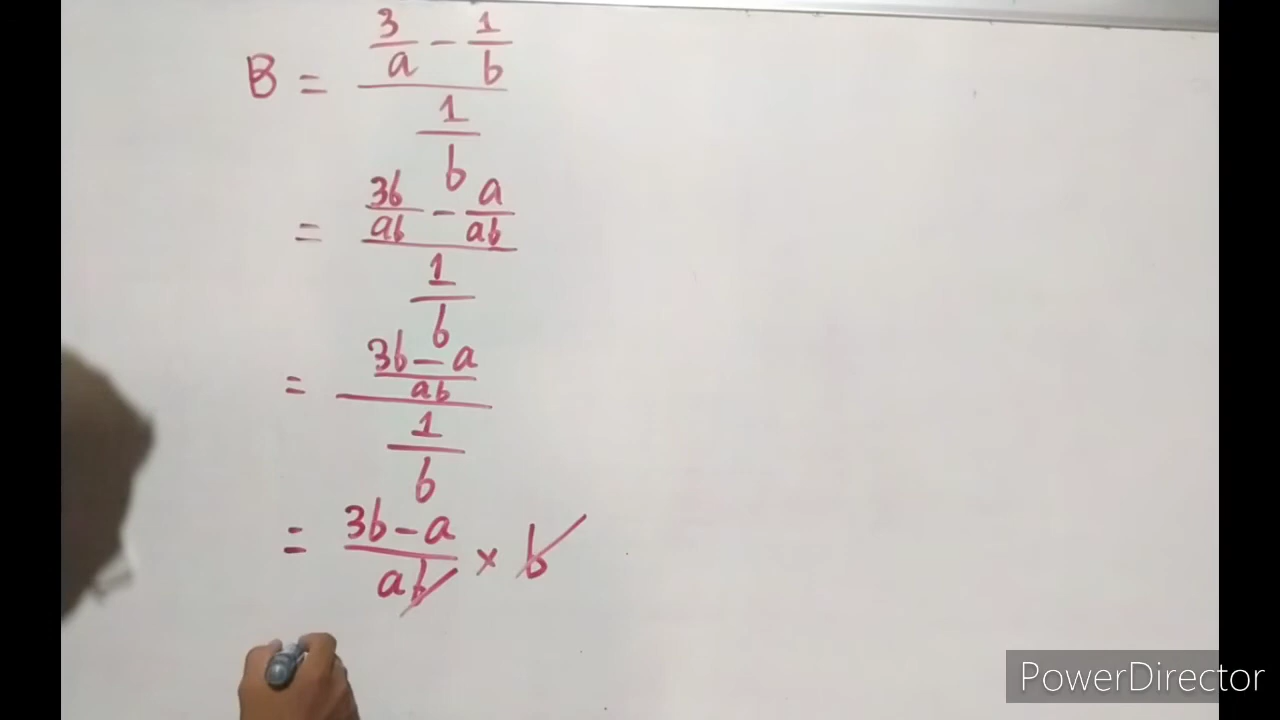 B = (3/a - 1/b) / (1/b)
= (3b/ab - a/ab) / (1/b)
= ((3b - a)/ab) / (1/b)
= (3b - a)/ab × b
PowerDirector